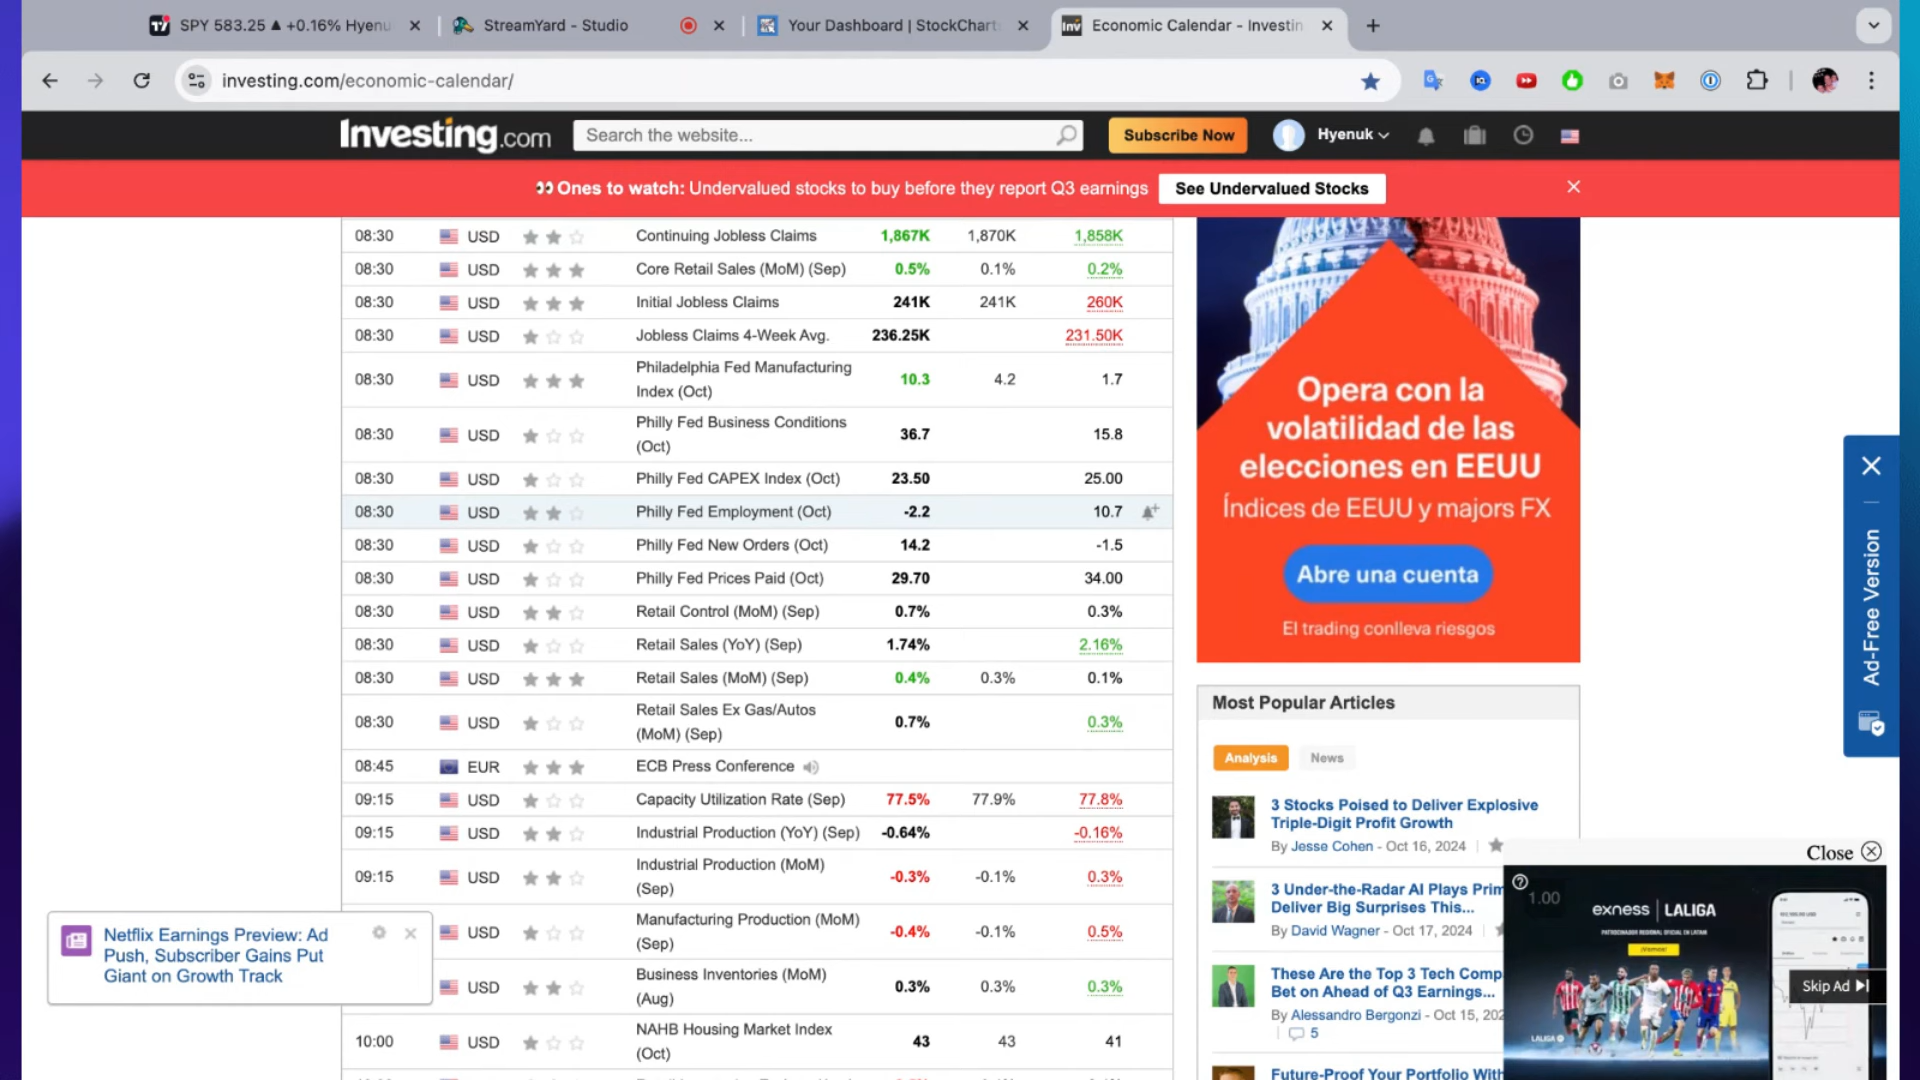 SPY 583.25 ▲ +0.16% Hyenu
StreamYard - Studio
Your Dashboard | StockCharts
Economic Calendar - Investin
investing.com/economic-calendar/
Investing.com
Search the website...
Subscribe Now
Hyenuk
Ones to watch: Undervalued stocks to buy before they report Q3 earnings
See Undervalued Stocks
08:30 USD Continuing Jobless Claims 1,867K 1,870K 1,858K
08:30 USD Core Retail Sales (MoM) (Sep) 0.5% 0.1% 0.2%
08:30 USD Initial Jobless Claims 241K 241K 260K
08:30 USD Jobless Claims 4-Week Avg. 236.25K 231.50K
08:30 USD Philadelphia Fed Manufacturing 10.3 4.2 1.7
Index (Oct)
08:30 USD Philly Fed Business Conditions 36.7 15.8
(Oct)
08:30 USD Philly Fed CAPEX Index (Oct) 23.50 25.00
08:30 USD Philly Fed Employment (Oct) -2.2 10.7
08:30 USD Philly Fed New Orders (Oct) 14.2 -1.5
08:30 USD Philly Fed Prices Paid (Oct) 29.70 34.00
08:30 USD Retail Control (MoM) (Sep) 0.7% 0.3%
08:30 USD Retail Sales (YoY) (Sep) 1.74% 2.16%
08:30 USD Retail Sales (MoM) (Sep) 0.4% 0.3% 0.1%
08:30 USD Retail Sales Ex Gas/Autos 0.7% 0.3%
(MoM) (Sep)
08:45 EUR ECB Press Conference
09:15 USD Capacity Utilization Rate (Sep) 77.5% 77.9% 77.8%
09:15 USD Industrial Production (YoY) (Sep) -0.64% -0.16%
09:15 USD Industrial Production (MoM) -0.3% -0.1% 0.3%
(Sep)
USD Manufacturing Production (MoM) -0.4% -0.1% 0.5%
(Sep)
USD Business Inventories (MoM) 0.3% 0.3% 0.3%
(Aug)
10:00 USD NAHB Housing Market Index 43 43 41
(Oct)
Netflix Earnings Preview: Ad
Push, Subscriber Gains Put
Giant on Growth Track
Opera con la
volatilidad de las
elecciones en EEUU
Índices de EEUU y majors FX
Abre una cuenta
El trading conlleva riesgos
Ad-Free Version
Most Popular Articles
Analysis
News
3 Stocks Poised to Deliver Explosive
Triple-Digit Profit Growth
By Jesse Cohen - Oct 16, 2024
3 Under-the-Radar AI Plays Prim
Deliver Big Surprises This...
By David Wagner - Oct 17, 2024
These Are the Top 3 Tech Comp
Bet on Ahead of Q3 Earnings...
By Alessandro Bergonzi - Oct 15, 202
5
Future-Proof Your Portfolio With
Close
1.00
exness | LALIGA
PATROCINADOR REGIONAL OFICIAL EN LATAM
¡Vamos!
Skip Ad
LALIGA